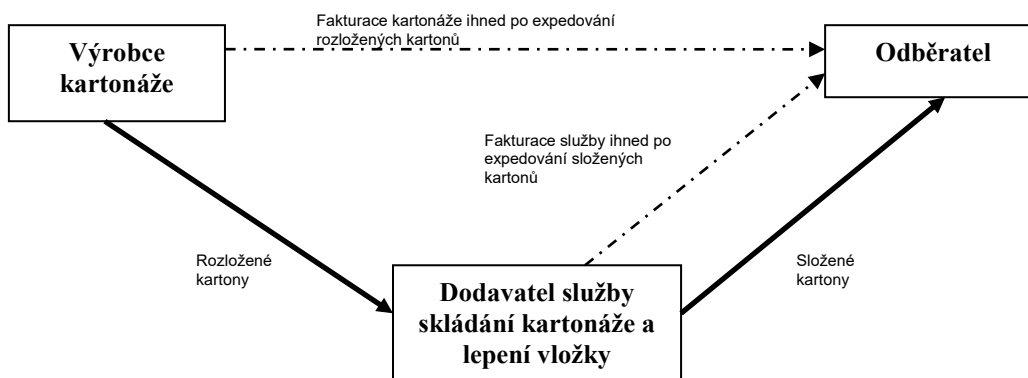 Fakturace kartonáže ihned po expedování
rozložených kartonů
Výrobce
kartonáže
Odběratel
Fakturace služby ihned po
expedování složených
kartonů
Rozložené
kartony
Složené
kartony
Dodavatel služby
skládání kartonáže a
lepení vložky